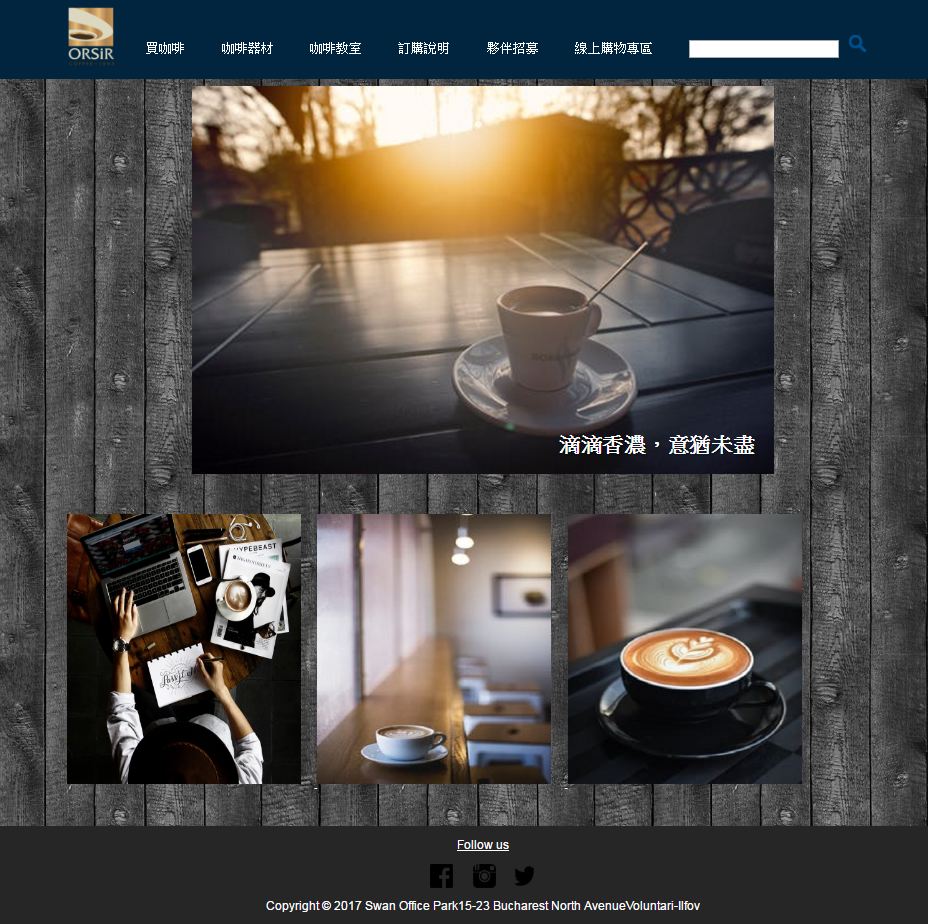 ORSiR
買咖啡
咖啡器材
咖啡教室
訂購說明
夥伴招募
線上購物專區
滴滴香濃，意猶未盡
HYPEBEAST
Follow us
Copyright © 2017 Swan Office Park15-23 Bucharest North AvenueVoluntari-Ilfov